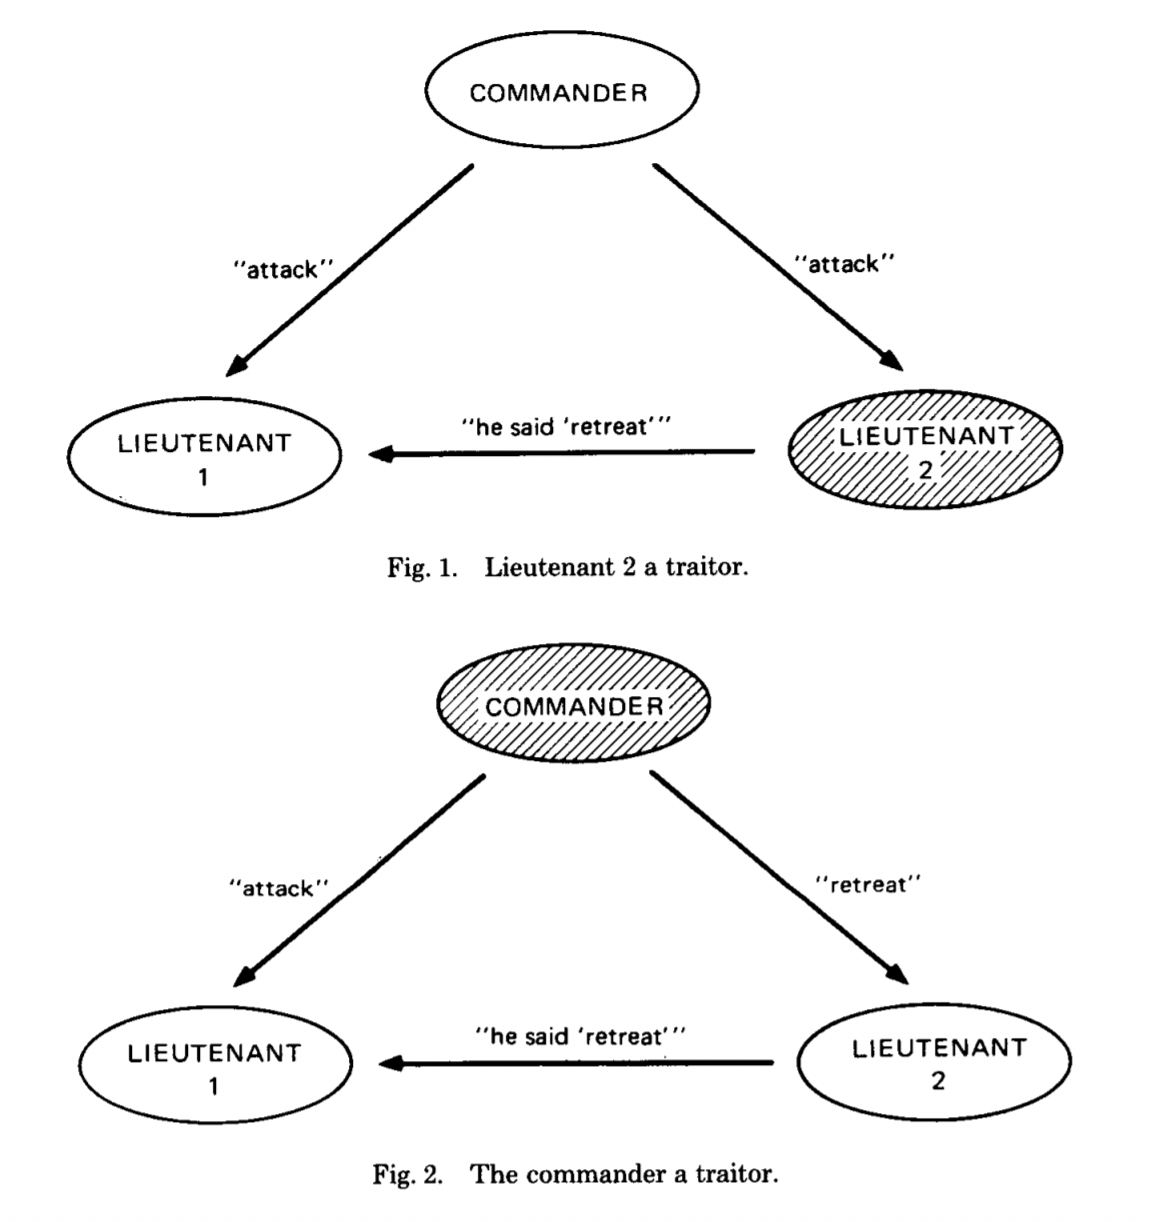 COMMANDER
"attack"
"attack"
"he said 'retreat'"
LIEUTENANT
1
LIEUTENANT
2
Fig. 1. Lieutenant 2 a traitor.
COMMANDER
"attack"
"retreat"
"he said 'retreat'"
LIEUTENANT
1
LIEUTENANT
2
Fig. 2. The commander a traitor.